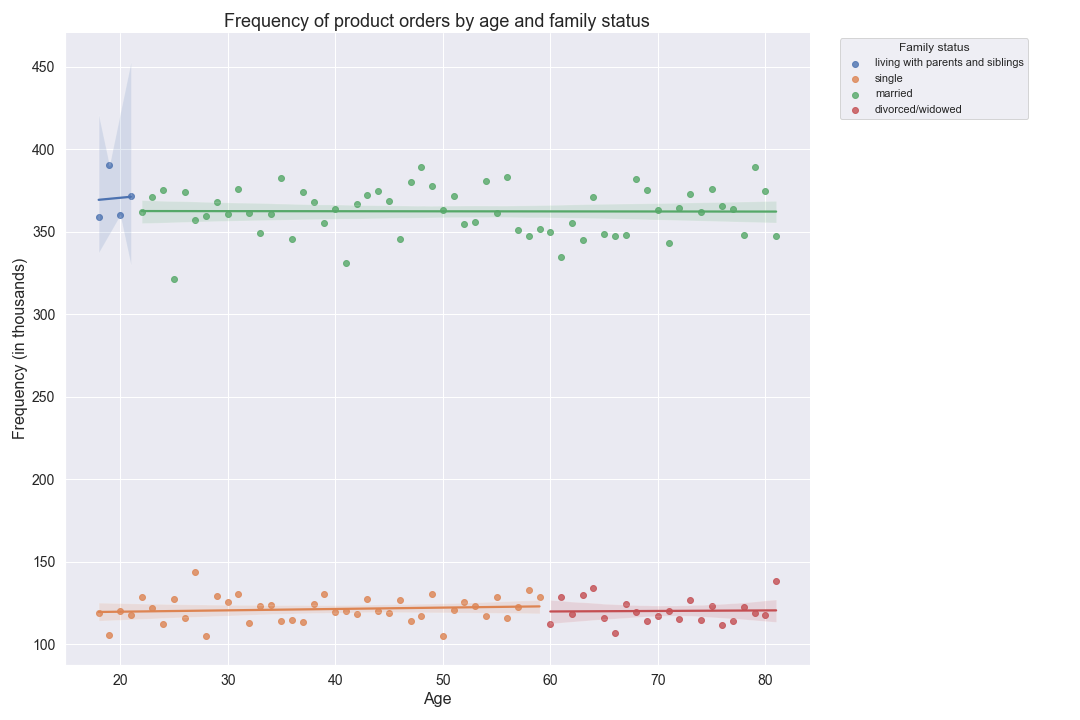 Frequency of product orders by age and family status
Family status
living with parents and siblings
single
married
divorced/widowed
Frequency (in thousands)
450
400
350
300
250
200
150
100
20 30 40 50 60 70 80
Age